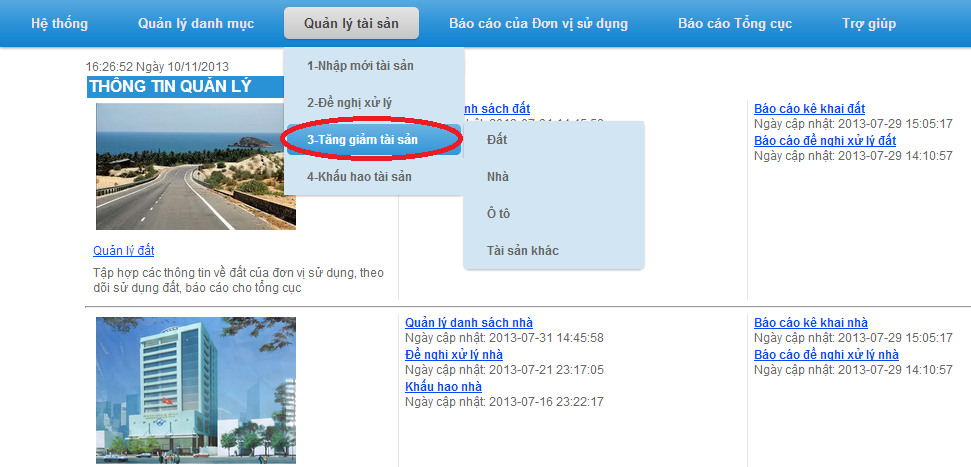 Hệ thống
Quản lý danh mục
Quản lý tài sản
Báo cáo của Đơn vị sử dụng
Báo cáo Tổng cục
Trợ giúp
1-Nhập mới tài sản
2-Đề nghị xử lý
3-Tăng giảm tài sản
4-Khấu hao tài sản
Đất
Nhà
Ô tô
Tài sản khác
16:26:52 Ngày 10/11/2013
THÔNG TIN QUẢN LÝ
Quản lý đất
Tập hợp các thông tin về đất của đơn vị sử dụng, theo
dõi sử dụng đất, báo cáo cho tổng cục
sách đất
Báo cáo kê khai đất
Ngày cập nhật: 2013-07-29 15:05:17
Báo cáo đề nghị xử lý đất
Ngày cập nhật: 2013-07-29 14:10:57
Quản lý danh sách nhà
Ngày cập nhật: 2013-07-31 14:45:58
Đề nghị xử lý nhà
Ngày cập nhật: 2013-07-21 23:17:05
Khấu hao nhà
Ngày cập nhật: 2013-07-16 23:22:17
Báo cáo kê khai nhà
Ngày cập nhật: 2013-07-29 15:05:17
Báo cáo đề nghị xử lý nhà
Ngày cập nhật: 2013-07-29 14:10:57